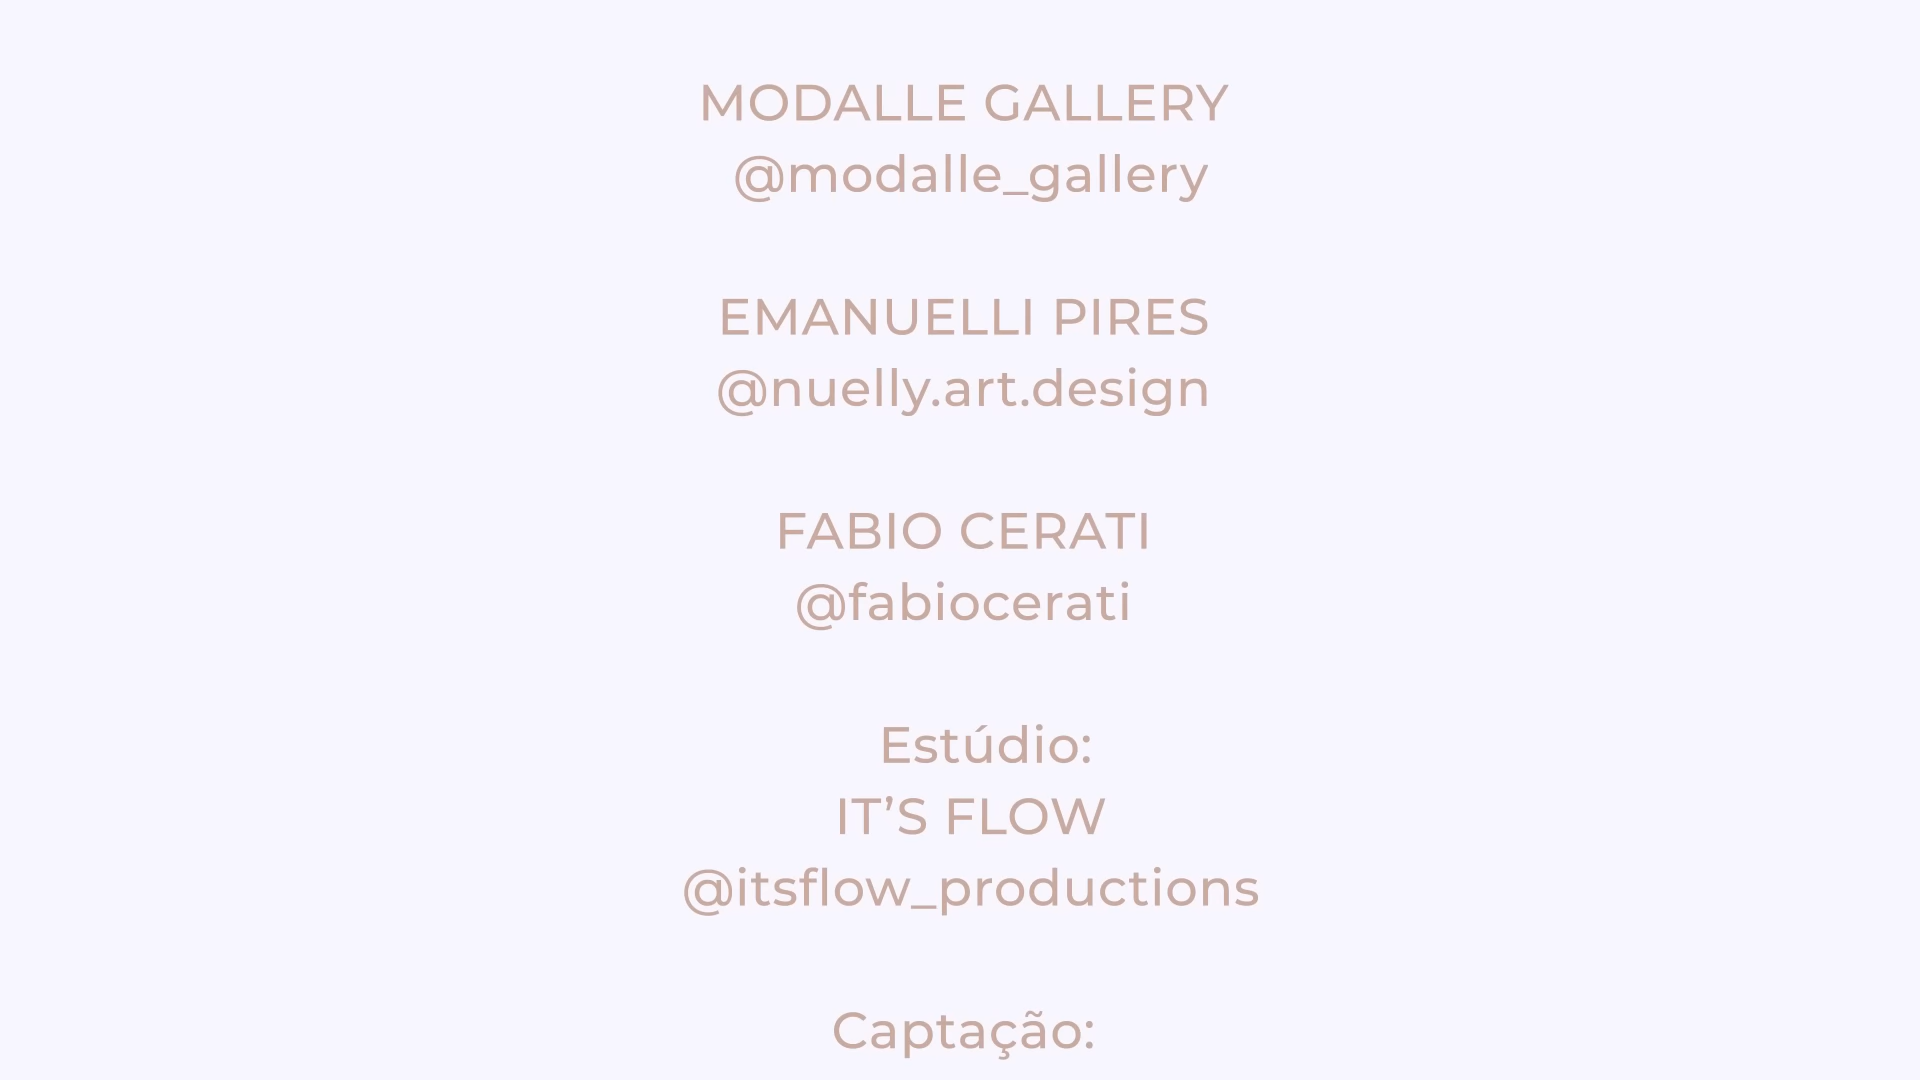 MODALLE GALLERY
@modalle_gallery
EMANUELLI PIRES
@nuelly.art.design
FABIO CERATI
@fabiocerati
Estúdio:
IT’S FLOW
@itsflow_productions
Captação: